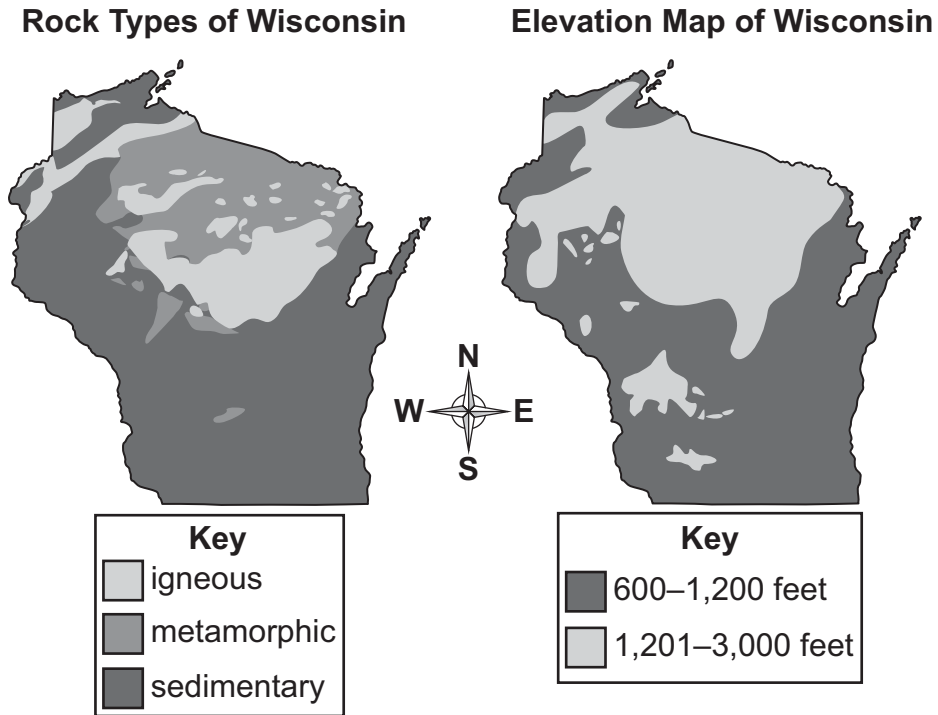 Rock Types of Wisconsin
Elevation Map of Wisconsin
N
W
E
S
Key
igneous
metamorphic
sedimentary
Key
600–1,200 feet
1,201–3,000 feet